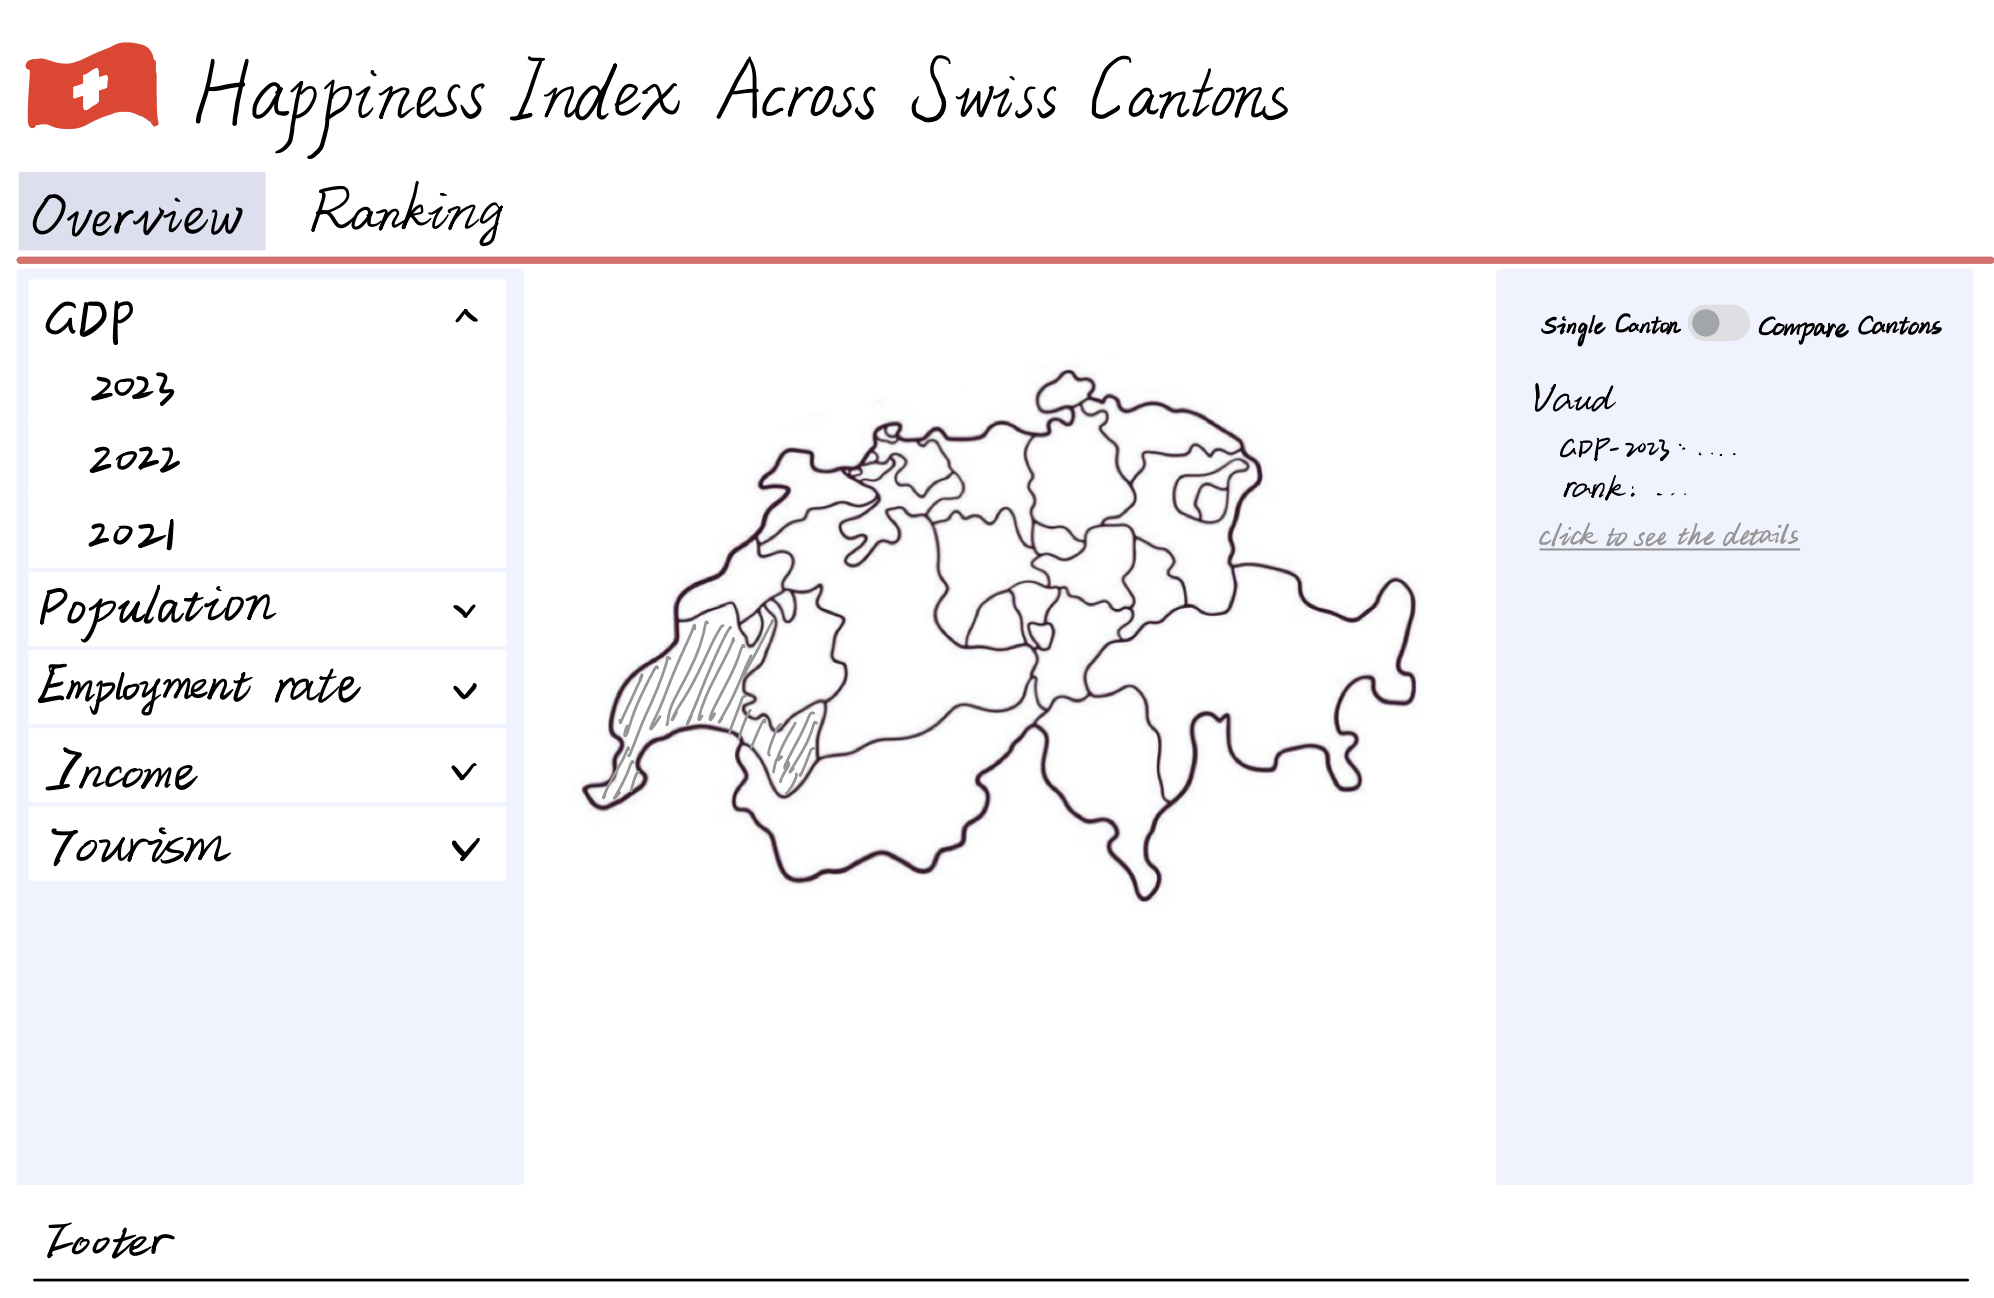 Happiness Index Across Swiss Cantons
Overview Ranking
GDP
2023
2022
2021
Population
Employment rate
Income
Tourism
Single Canton Compare Cantons
Vaud
GDP-2023: ....
rank: ...
click to see the details
Footer